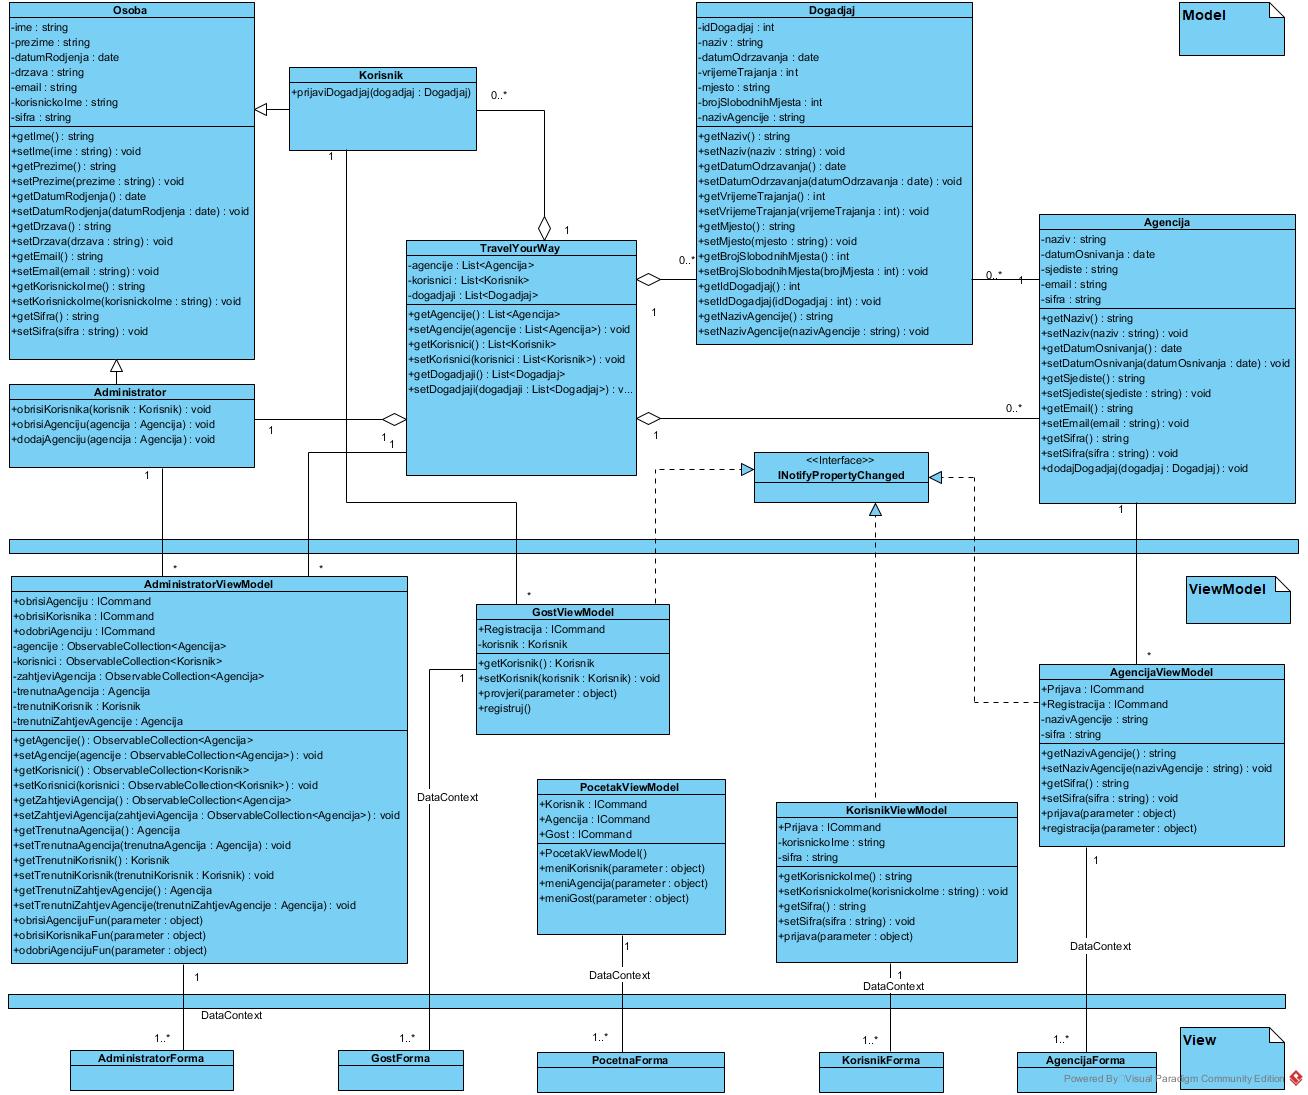 Osoba
-ime : string
-prezime : string
-datumRodjenja : date
-drzava : string
-email : string
-korisnickoIme : string
-sifra : string
+getIme() : string
+setIme(ime : string) : void
+getPrezime() : string
+setPrezime(prezime : string) : void
+getDatumRodjenja() : date
+setDatumRodjenja(datumRodjenja : date) : void
+getDrzava() : string
+setDrzava(drzava : string) : void
+getEmail() : string
+setEmail(email : string) : void
+getKorisnickoIme() : string
+setKorisnickoIme(korisnickoIme : string) : void
+getSifra() : string
+setSifra(sifra : string) : void
Korisnik
+prijaviDogadjaj(dogadjaj : Dogadjaj)
0..*
1
1
Dogadjaj
-idDogadjaj : int
-naziv : string
-datumOdrzavanja : date
-vrijemeTrajanja : int
-mjesto : string
-brojSlobodnihMjesta : int
-nazivAgencije : string
+getNaziv() : string
+setNaziv(naziv : string) : void
+getDatumOdrzavanja() : date
+setDatumOdrzavanja(datumOdrzavanja : date) : void
+getVrijemeTrajanja() : int
+setVrijemeTrajanja(vrijemeTrajanja : int) : void
+getMjesto() : string
+setMjesto(mjesto : string) : void
+getBrojSlobodnihMjesta() : int
+setBrojSlobodnihMjesta(brojMjesta : int) : void
+getIdDogadjaj() : int
+setIdDogadjaj(idDogadjaj : int) : void
+getNazivAgencije() : string
+setNazivAgencije(nazivAgencije : string) : void
Model
TravelYourWay
-agencije : List<Agencija>
-korisnici : List<Korisnik>
-dogadjaji : List<Dogadjaj>
+getAgencije() : List<Agencija>
+setAgencije(agencije : List<Agencija>) : void
+getKorisnici() : List<Korisnik>
+setKorisnici(korisnici : List<Korisnik>) : void
+getDogadjaji() : List<Dogadjaj>
+setDogadjaji(dogadjaji : List<Dogadjaj>) : v...
0..*
1
0..*
1
Agencija
-naziv : string
-datumOsnivanja : date
-sjediste : string
-email : string
-sifra : string
+getNaziv() : string
+setNaziv(naziv : string) : void
+getDatumOsnivanja() : date
+setDatumOsnivanja(datumOsnivanja : date) : void
+getSjediste() : string
+setSjediste(sjediste : string) : void
+getEmail() : string
+setEmail(email : string) : void
+getSifra() : string
+setSifra(sifra : string) : void
+dodajDogadjaj(dogadjaj : Dogadjaj) : void
0..*
1
Administrator
+obrisiKorisnika(korisnik : Korisnik) : void
+obrisiAgenciju(agencija : Agencija) : void
+dodajAgenciju(agencija : Agencija) : void
1
1
1
1
<<Interface>>
INotifyPropertyChanged
1
*
*
*
*
ViewModel
AdministratorViewModel
+obrisiAgenciju : ICommand
+obrisiKorisnika : ICommand
+odobriAgenciju : ICommand
-agencije : ObservableCollection<Agencija>
-korisnici : ObservableCollection<Korisnik>
-zahtjeviAgencija : ObservableCollection<Agencija>
-trenutnaAgencija : Agencija
-trenutniKorisnik : Korisnik
-trenutniZahtjevAgencije : Agencija
+getAgencije() : ObservableCollection<Agencija>
+setAgencije(agencije : ObservableCollection<Agencija>) : void
+getKorisnici() : ObservableCollection<Korisnik>
+setKorisnici(korisnici : ObservableCollection<Korisnik>) : void
+getZahtjeviAgencija() : ObservableCollection<Agencija>
+setZahtjeviAgencija(zahtjeviAgencija : ObservableCollection<Agencija>) : void
+getTrenutnaAgencija() : Agencija
+setTrenutnaAgencija(trenutnaAgencija : Agencija) : void
+getTrenutniKorisnik() : Korisnik
+setTrenutniKorisnik(trenutniKorisnik : Korisnik) : void
+getTrenutniZahtjevAgencije() : Agencija
+setTrenutniZahtjevAgencije(trenutniZahtjevAgencije : Agencija) : void
+obrisiAgencijuFun(parameter : object)
+obrisiKorisnikaFun(parameter : object)
+odobriAgencijuFun(parameter : object)
GostViewModel
+Registracija : ICommand
-korisnik : Korisnik
+getKorisnik() : Korisnik
+setKorisnik(korisnik : Korisnik) : void
+provjeri(parameter : object)
+registruj()
1
DataContext
PocetakViewModel
+Korisnik : ICommand
+Agencija : ICommand
+Gost : ICommand
+PocetakViewModel()
+meniKorisnik(parameter : object)
+meniAgencija(parameter : object)
+meniGost(parameter : object)
KorisnikViewModel
+Prijava : ICommand
-korisnickoIme : string
-sifra : string
+getKorisnickoIme() : string
+setKorisnickoIme(korisnickoIme : string) : void
+getSifra() : string
+setSifra(sifra : string) : void
+prijava(parameter : object)
AgencijaViewModel
+Prijava : ICommand
+Registracija : ICommand
-nazivAgencije : string
-sifra : string
+getNazivAgencije() : string
+setNazivAgencije(nazivAgencije : string) : void
+getSifra() : string
+setSifra(sifra : string) : void
+prijava(parameter : object)
+registracija(parameter : object)
1
DataContext
1
DataContext
1
DataContext
1
DataContext
1..*
1..*
1..*
1..*
1..*
AdministratorForma
GostForma
PocetnaForma
KorisnikForma
AgencijaForma
View
Powered By Visual Paradigm Community Edition